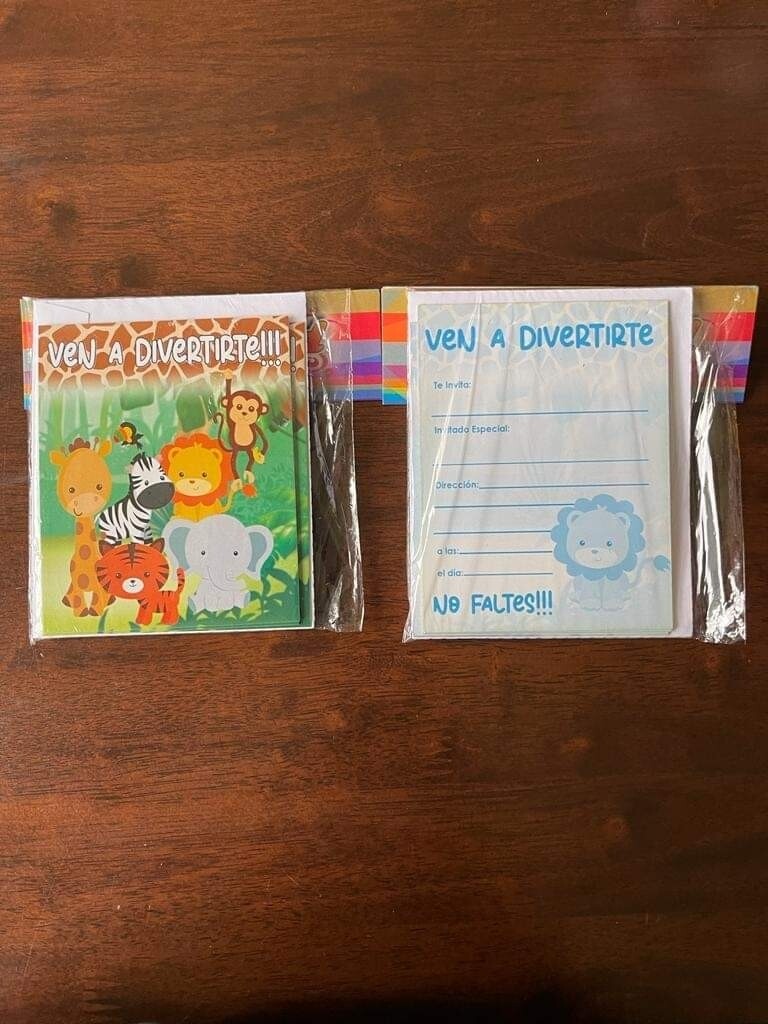 VEN A DIVERTIRTE!!!
VEN A DIVERTIRTE
Te Invita:
Invitado Especial:
Dirección:
a las:
el día:
NO FALTES!!!